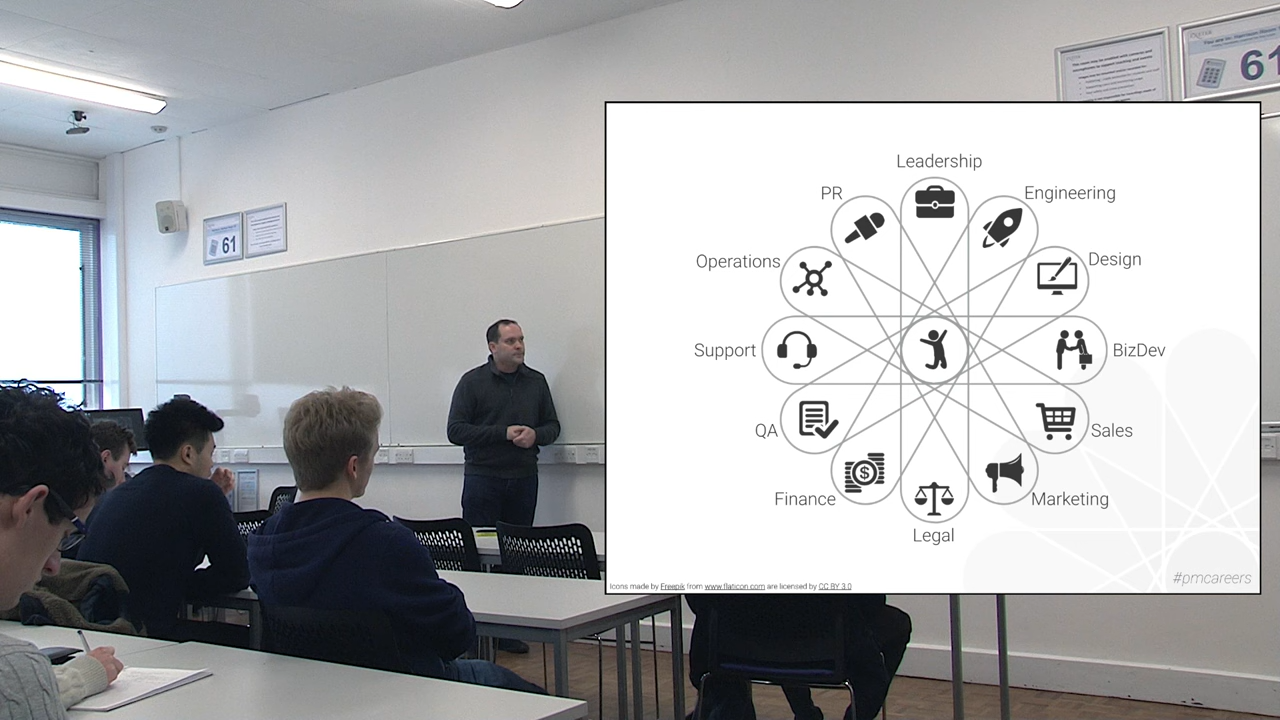 61
61
Leadership
PR
Engineering
Operations
Design
Support
BizDev
QA
Sales
Finance
Marketing
Legal
#pmcareers
Icons made by Freepik from www.flaticon.com are licensed by CC BY 3.0